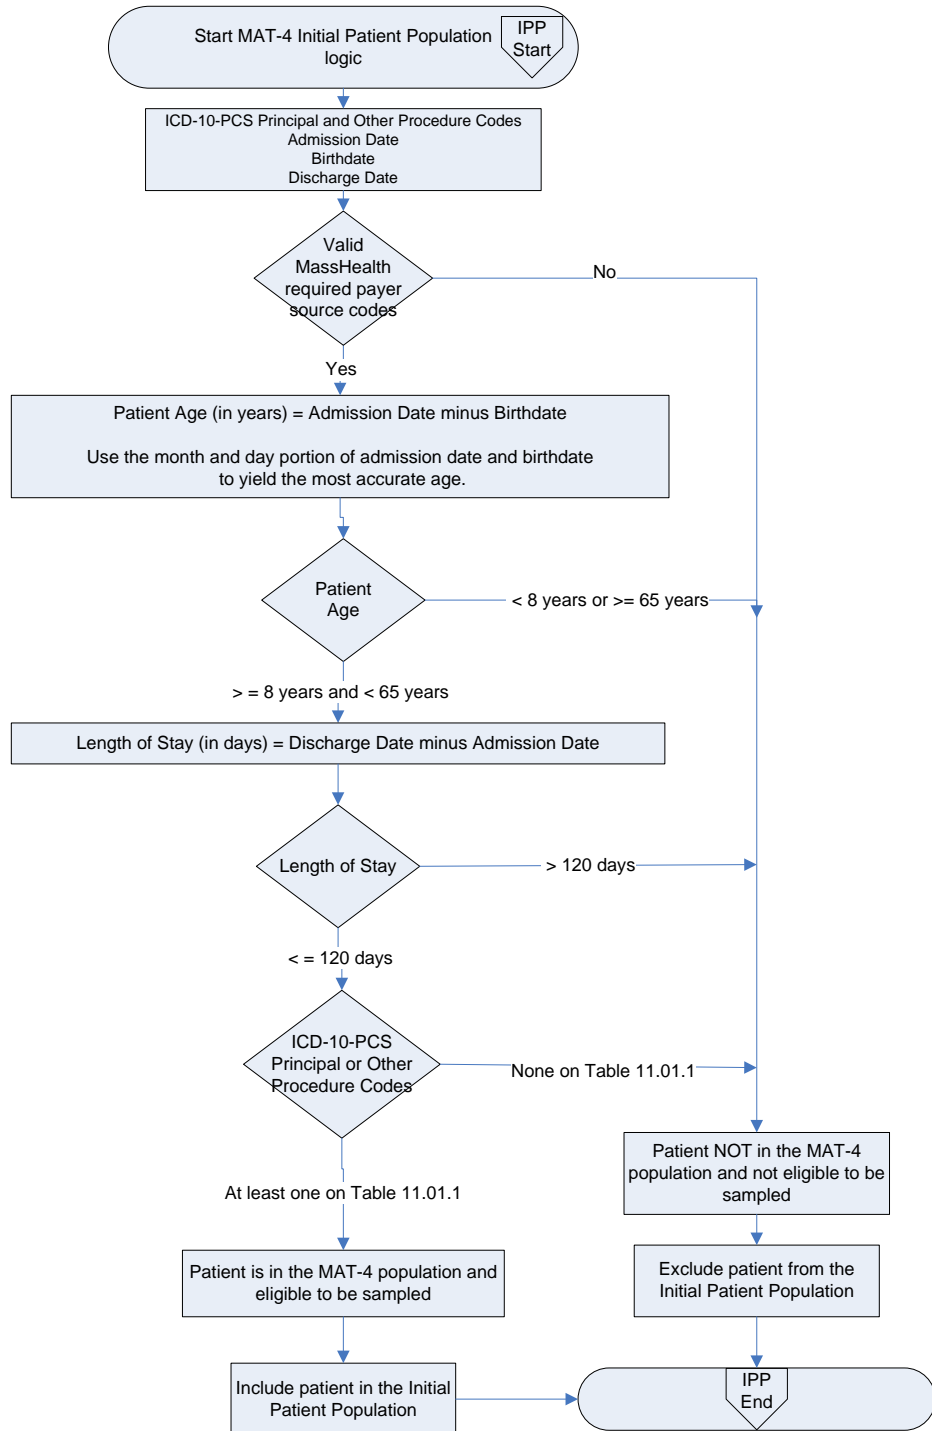 Start MAT-4 Initial Patient Population
logic
IPP
Start
ICD-10-PCS Principal and Other Procedure Codes
Admission Date
Birthdate
Discharge Date
Valid
MassHealth
required payer
source codes
No
Yes
Patient Age (in years) = Admission Date minus Birthdate
Use the month and day portion of admission date and birthdate
to yield the most accurate age.
Patient
Age
< 8 years or >= 65 years
> = 8 years and < 65 years
Length of Stay (in days) = Discharge Date minus Admission Date
Length of Stay
> 120 days
< = 120 days
ICD-10-PCS
Principal or Other
Procedure Codes
None on Table 11.01.1
At least one on Table 11.01.1
Patient NOT in the MAT-4
population and not eligible to be
sampled
Patient is in the MAT-4 population and
eligible to be sampled
Exclude patient from the
Initial Patient Population
Include patient in the Initial
Patient Population
IPP
End